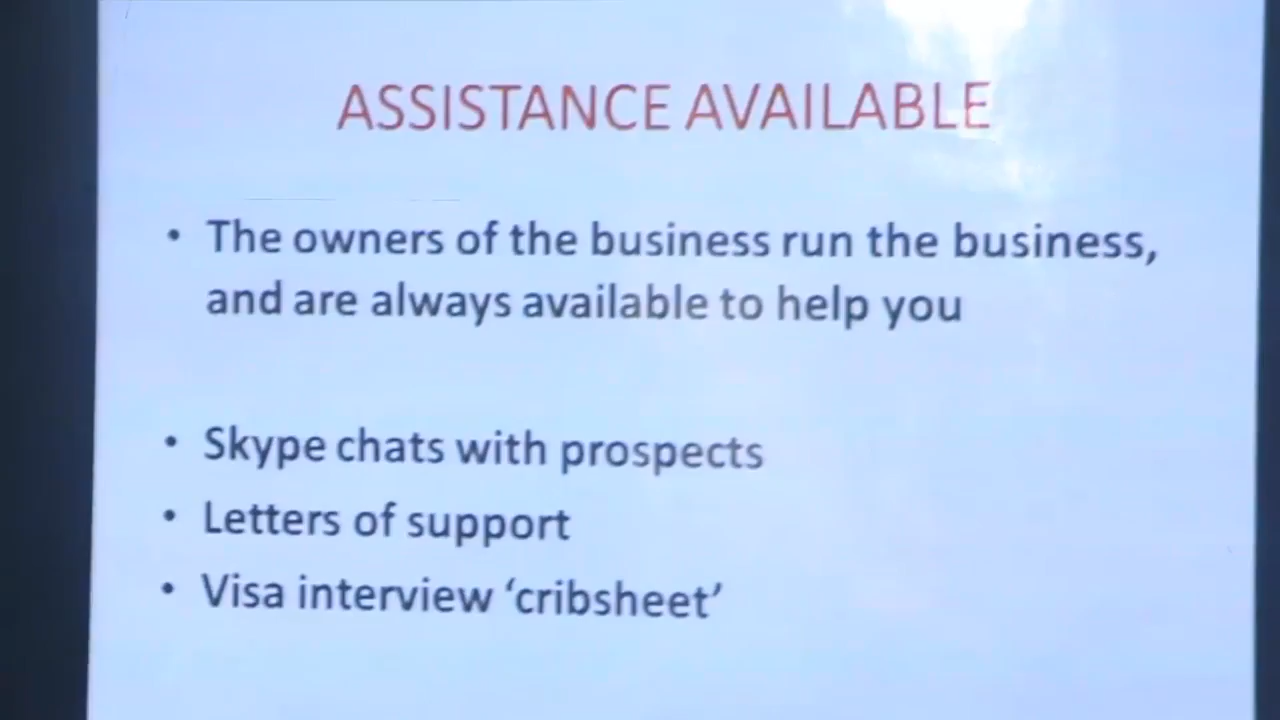 ASSISTANCE AVAILABLE
• The owners of the business run the business,
and are always available to help you
• Skype chats with prospects
• Letters of support
• Visa interview ‘cribsheet’